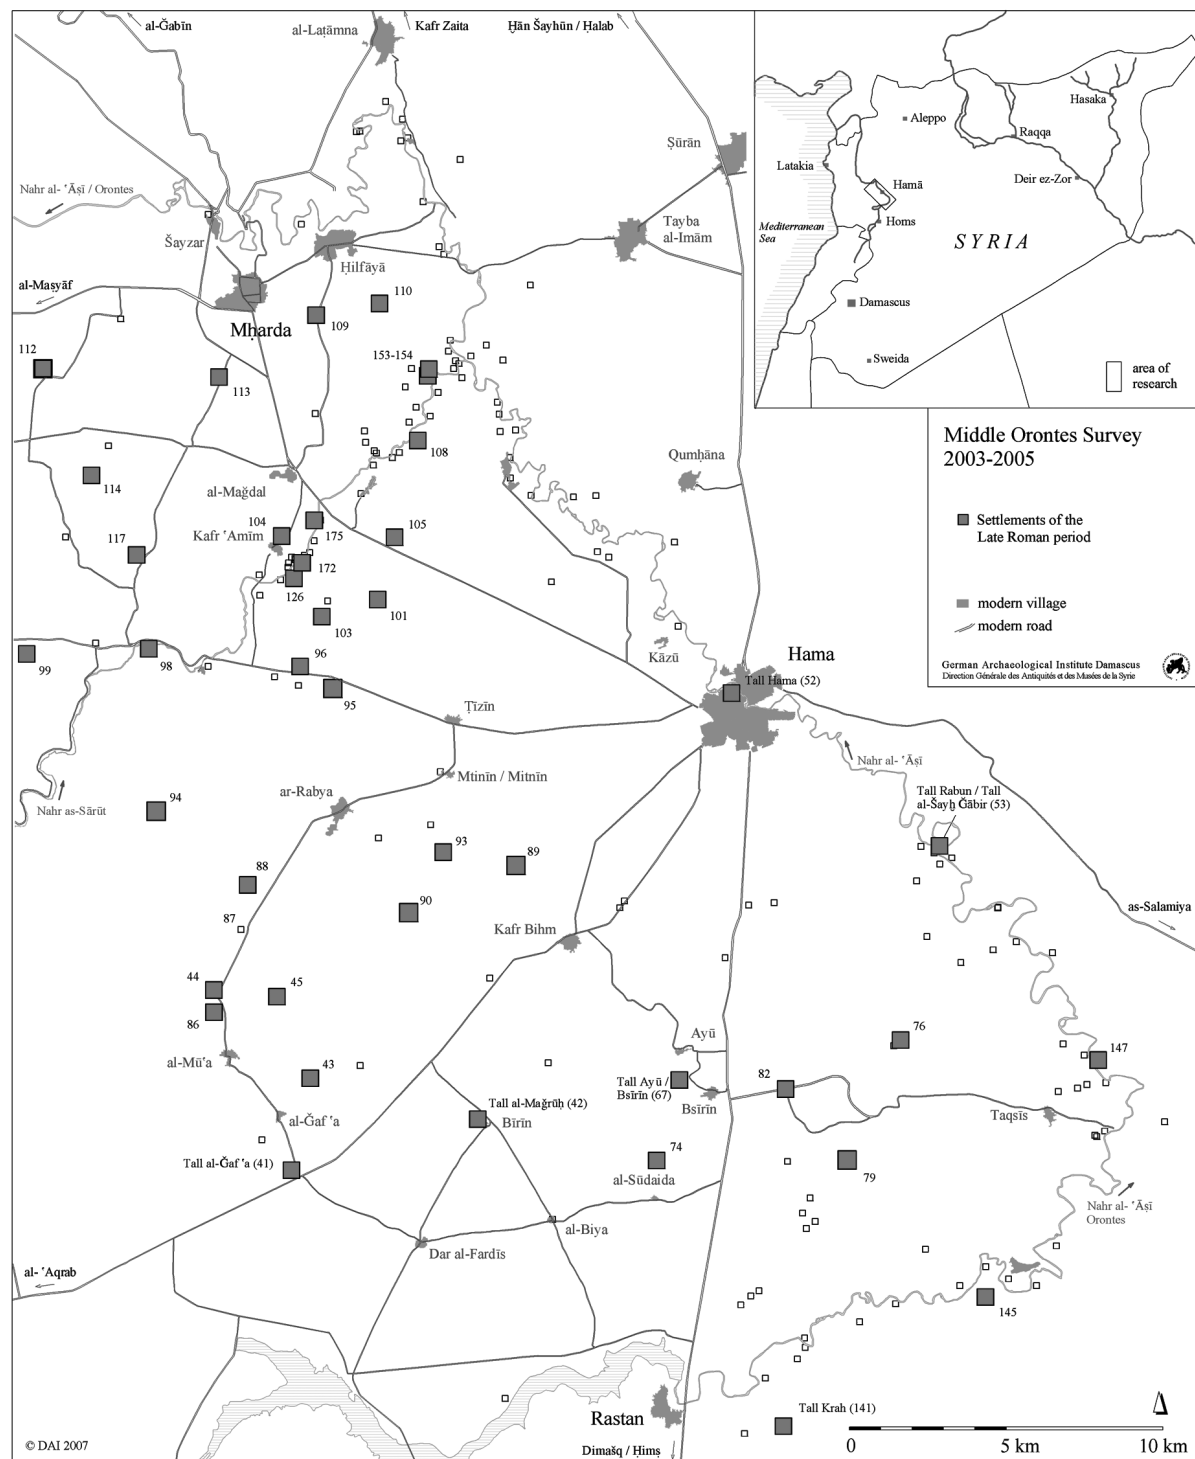 al-Ğabīn
al-Laṭāmna
Kafr Zaita
Ḫān Šayhūn / Ḥalab
Ṣūrān
Nahr al- ʿĀṣī / Orontes
Šayzar
Tayba
al-Imām
Ḥilfāyā
al-Maṣyāf
Mḥarda
110
109
112
113
153-154
108
114
al-Mağdal
Qumḥāna
104
Kafr ʿAmīm
175
105
117
172
126
101
103
96
99
98
95
Kāzū
Hama
Tall Hama (52)
Ṭīzīn
Mtinīn / Mitnīn
ar-Rabya
Nahr as-Sārūt
94
Nahr al- ʿĀṣī
Tall Rabun / Tall
al-Šayḫ Ğābir (53)
93
89
88
90
87
Kafr Bihm
as-Salamiya
44
45
86
al-Mūʿa
43
Ayū
76
147
82
Tall Ayū /
Bsīrīn (67)
Bsīrīn
Taqsīs
Tall al-Mağrūḥ (42)
Bīrīn
al-Ğaf ʿa
Tall al-Ğaf ʿa (41)
74
al-Sūdaida
79
Nahr al- ʿĀṣī
Orontes
al-Biya
Dar al-Fardīs
al- ʿAqrab
145
Rastan
Tall Krah (141)
Dimašq / Ḥimṣ
© DAI 2007
0
5 km
10 km
Aleppo
Hasaka
Raqqa
Latakia
Deir ez-Zor
Hamā
Homs
Mediterranean
Sea
SYRIA
Damascus
Sweida
area of
research
Middle Orontes Survey
2003-2005
Settlements of the
Late Roman period
modern village
modern road
German Archaeological Institute Damascus
Direction Générale des Antiquités et des Musées de la Syrie